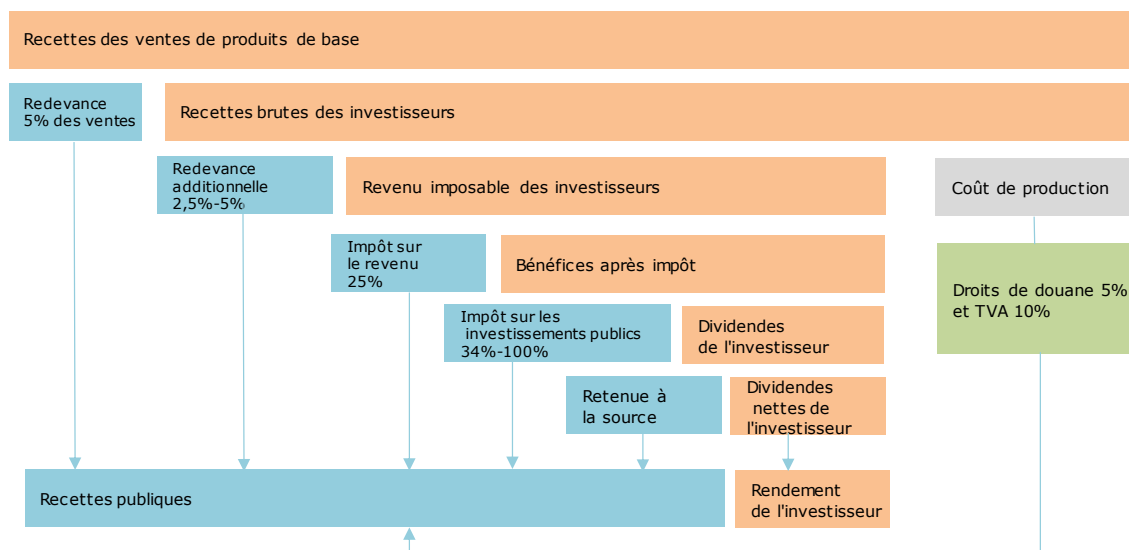 Recettes des ventes de produits de base
Redevance
5% des ventes
Recettes brutes des investisseurs
Redevance
additionnelle
2,5%-5%
Revenu imposable des investisseurs
Coût de production
Impôt sur
le revenu
25%
Bénéfices après impôt
Droits de douane 5%
et TVA 10%
Impôt sur les
investissements publics
34%-100%
Dividendes
de l'investisseur
Retenue à
la source
Dividendes
nettes de
l'investisseur
Recettes publiques
Rendement
de l'investisseur